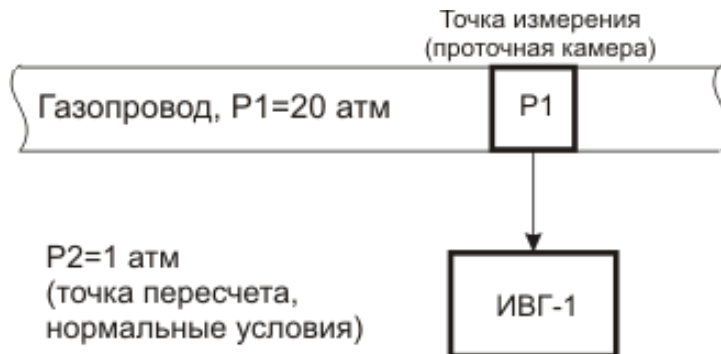 Точка измерения
(проточная камера)
Газопровод, P1=20 атм
P1
P2=1 атм
(точка пересчета,
нормальные условия)
ИВГ-1